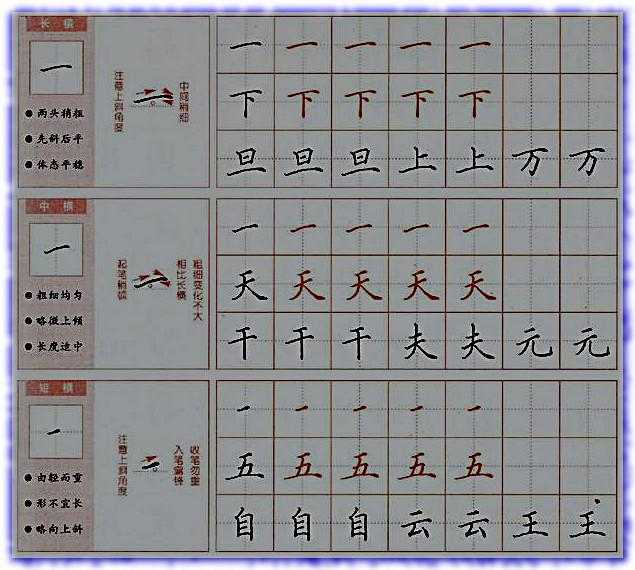 长横
一
两头稍粗
先斜后平
体态平稳
注意上斜角度
中间稍细
一 一 一 一 一
下 下 下 下 下
旦 旦 旦 上 上 万 万
中横
一
粗细均匀
略微上倾
长度适中
起笔稍顿
相比长横
粗细变化不大
一 一 一 一 一
天 天 天 天 天
干 干 干 夫 夫 元 元
短横
一
由轻而重
形不宜长
略向上斜
注意上斜角度
入笔露锋
收笔勿重
一 一 一 一 一
五 五 五 五 五
自 自 自 云 云 王 主